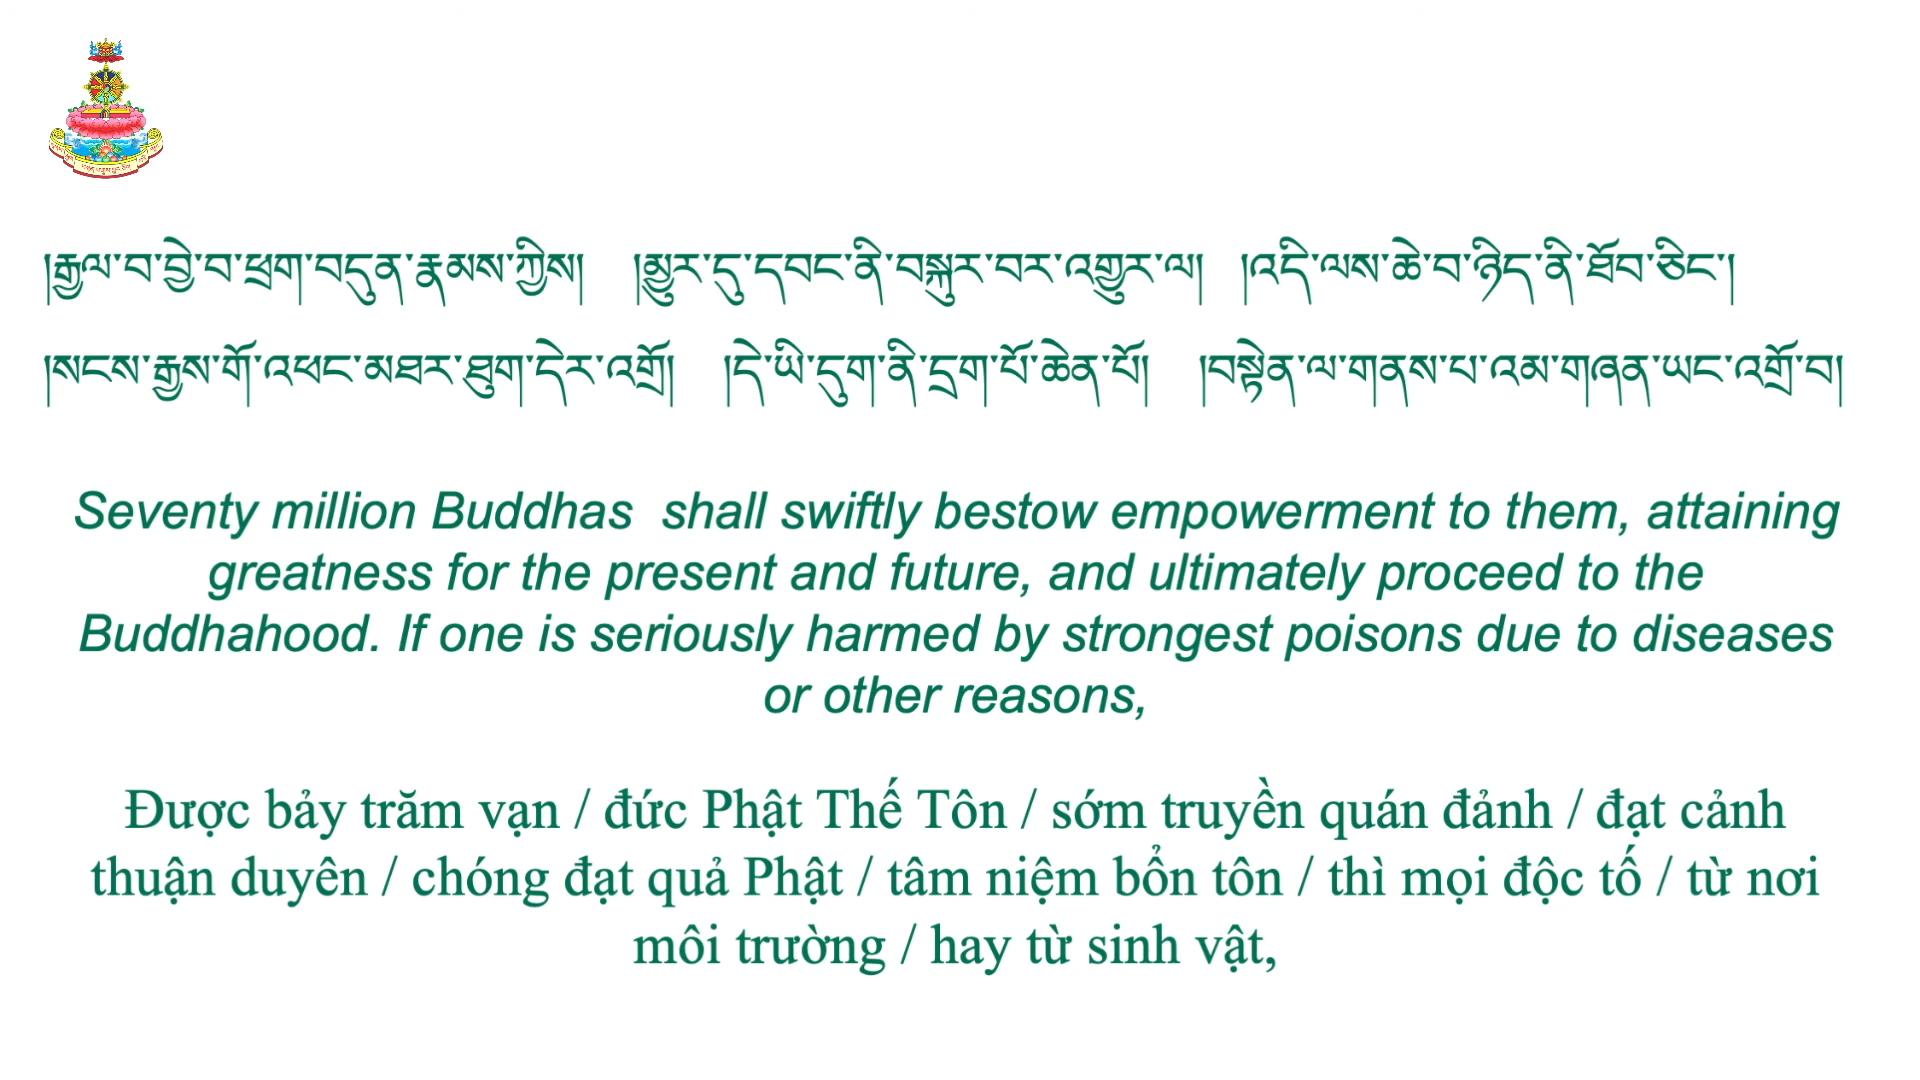 །རྒྱལ་བ་བྱེ་བ་ཕྲག་བདུན་རྣམས་ཀྱིས། །མྱུར་དུ་དབང་ནི་བསྐུར་བར་འགྱུར་ལ། །འདི་ལས་ཆེ་བ་ཉིད་ནི་ཐོབ་ཅིང་།
།སངས་རྒྱས་གོ་འཕང་མཐར་ཐུག་དེར་འགྲོ། །དེ་ཡི་དུག་ནི་དྲག་པོ་ཆེན་པོ། །བསྟེན་ལ་གནས་པ་འམ་གཞན་ཡང་འགྲོ་བ།
Seventy million Buddhas  shall swiftly bestow empowerment to them, attaining
greatness for the present and future, and ultimately proceed to the
Buddhahood. If one is seriously harmed by strongest poisons due to diseases
or other reasons,
Được bảy trăm vạn / đức Phật Thế Tôn / sớm truyền quán đảnh / đạt cảnh
thuận duyên / chóng đạt quả Phật / tâm niệm bổn tôn / thì mọi độc tố / từ nơi
môi trường / hay từ sinh vật,